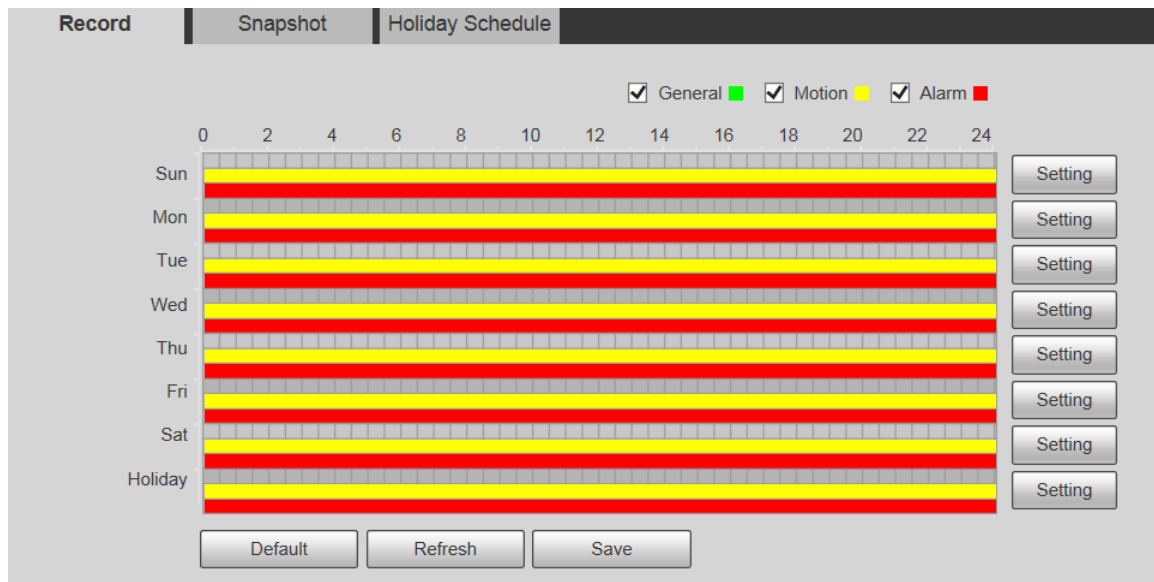 Record Snapshot Holiday Schedule
General Motion Alarm
0 2 4 6 8 10 12 14 16 18 20 22 24
Sun Setting
Mon Setting
Tue Setting
Wed Setting
Thu Setting
Fri Setting
Sat Setting
Holiday Setting
Default Refresh Save